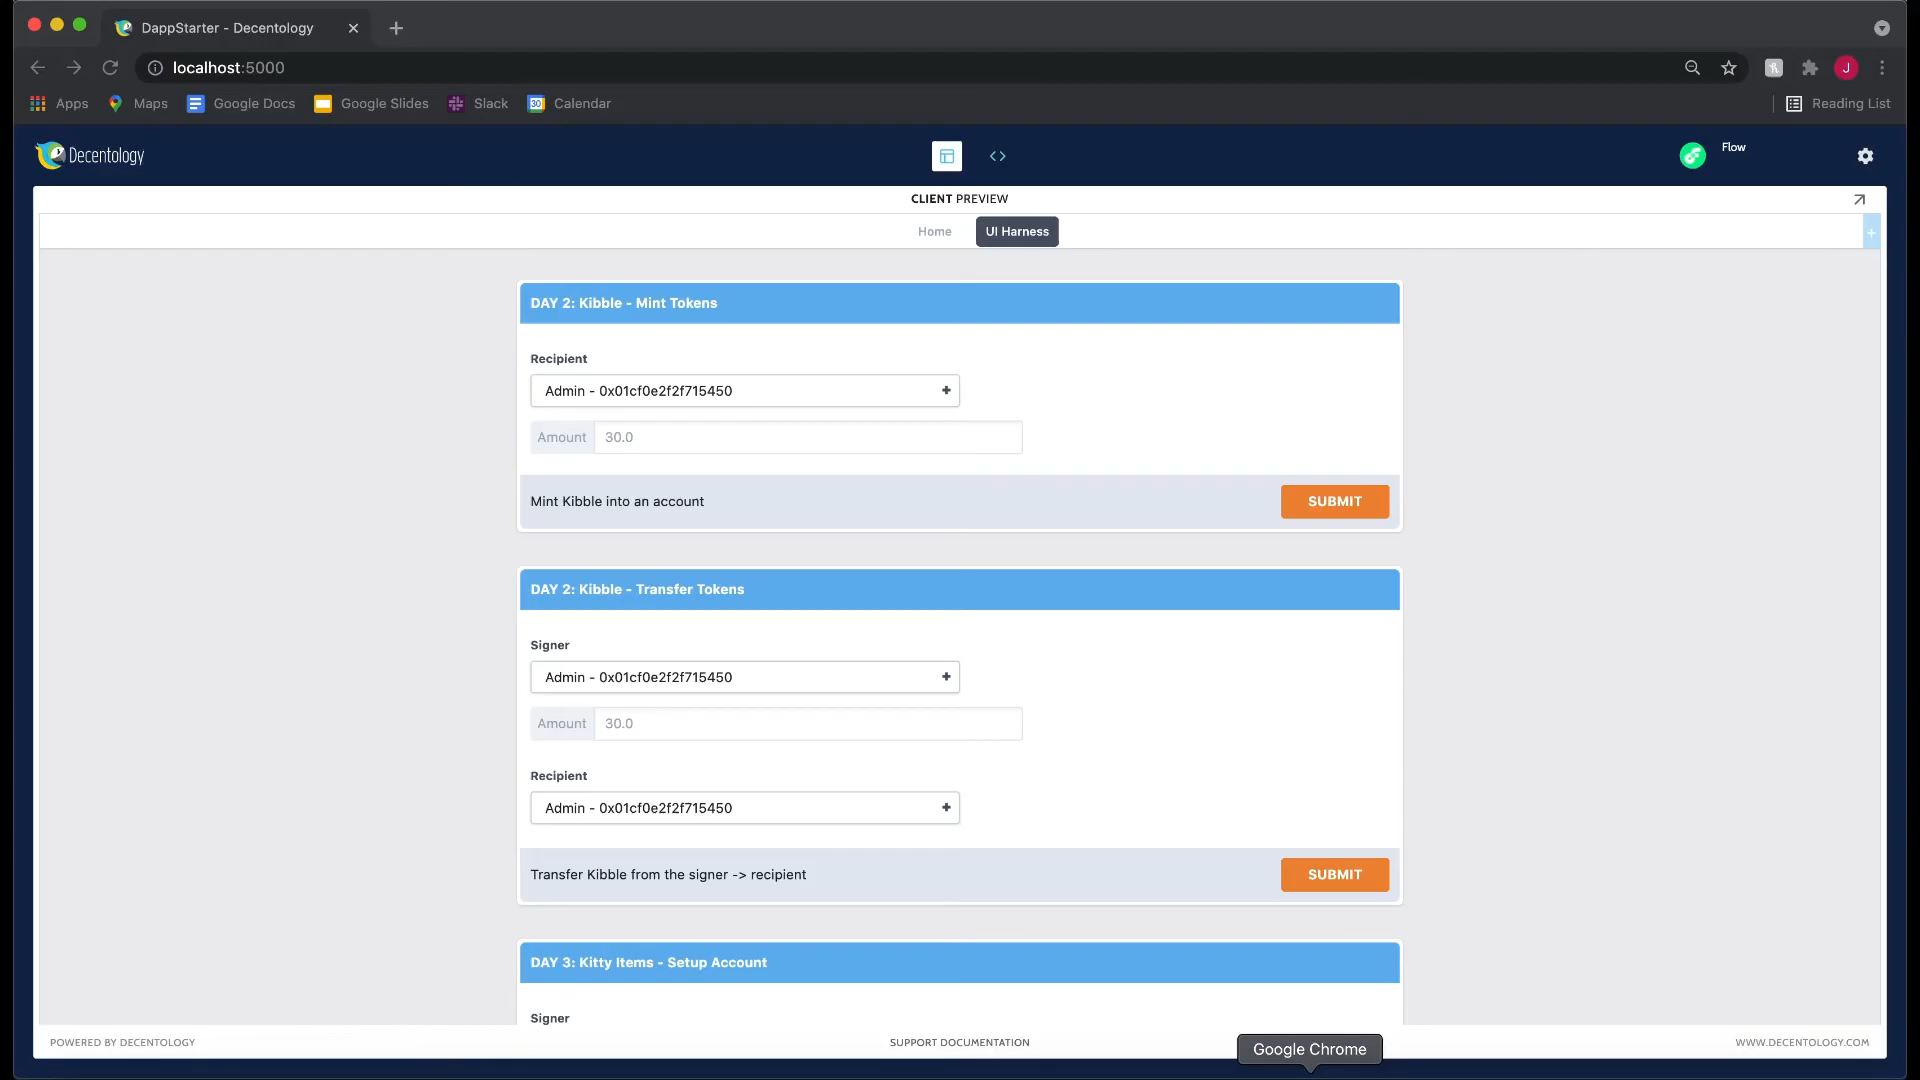 DappStarter - Decentology
localhost:5000
J
Apps
Maps
Google Docs
Google Slides
Slack
30
Calendar
Reading List
Decentology
<>
Flow
CLIENT PREVIEW
Home
UI Harness
+
DAY 2: Kibble - Mint Tokens
Recipient
Admin - 0x01cf0e2f2f715450
Amount 30.0
Mint Kibble into an account
SUBMIT
DAY 2: Kibble - Transfer Tokens
Signer
Admin - 0x01cf0e2f2f715450
Amount 30.0
Recipient
Admin - 0x01cf0e2f2f715450
Transfer Kibble from the signer -> recipient
SUBMIT
DAY 3: Kitty Items - Setup Account
Signer
POWERED BY DECENTOLOGY
SUPPORT DOCUMENTATION
WWW.DECENTOLOGY.COM
Google Chrome